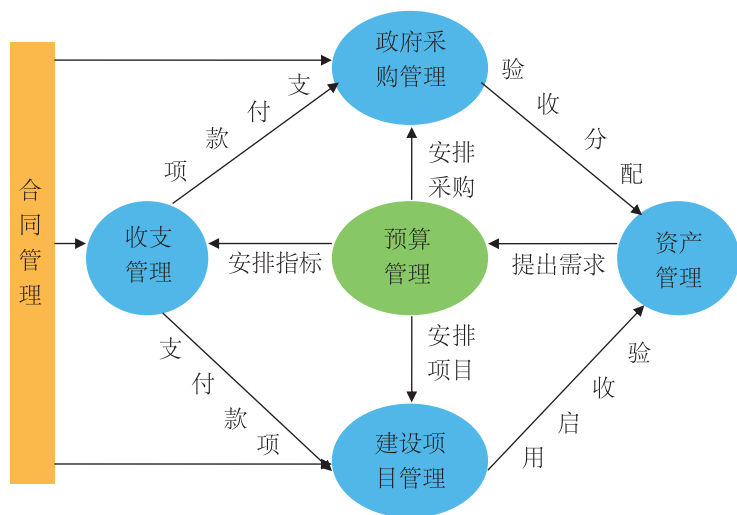 合
同
管
理
政府采
购管理
支
付
款
项
验
收
分
配
安排
采购
收支
管理
安排指标
预算
管理
提出需求
资产
管理
安排
项目
支
付
款
项
建设项
目管理
验
收
启
用